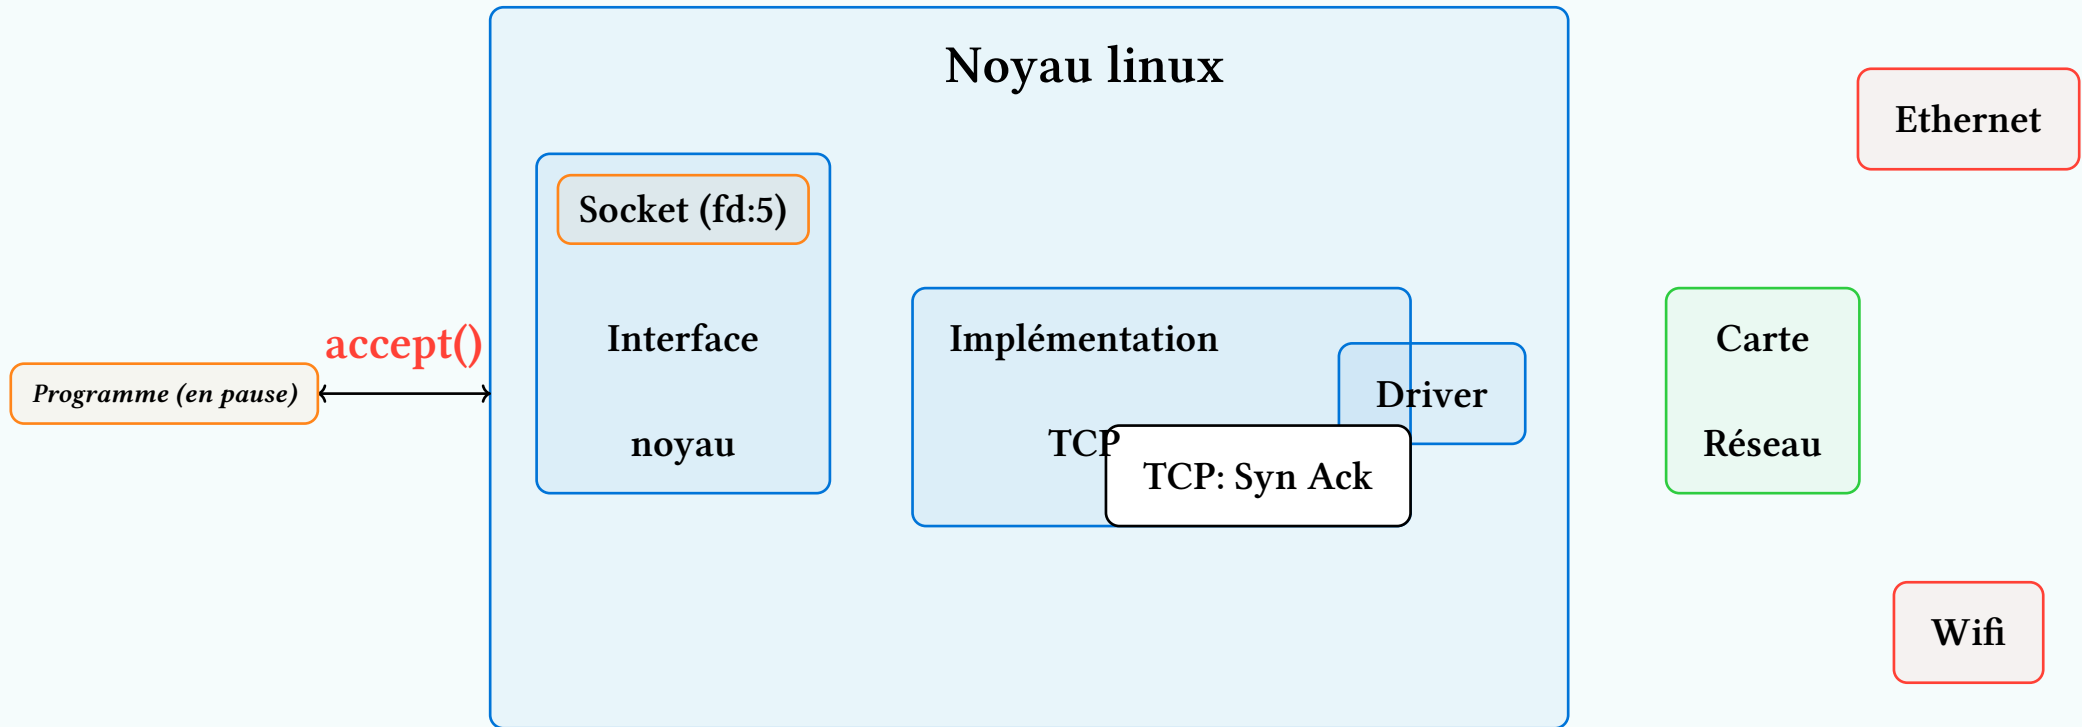 Noyau linux
Ethernet
Socket (fd:5)
accept()
Interface
noyau
Implémentation
TCP
Driver
TCP: Syn Ack
Carte
Réseau
Programme (en pause)
Wifi